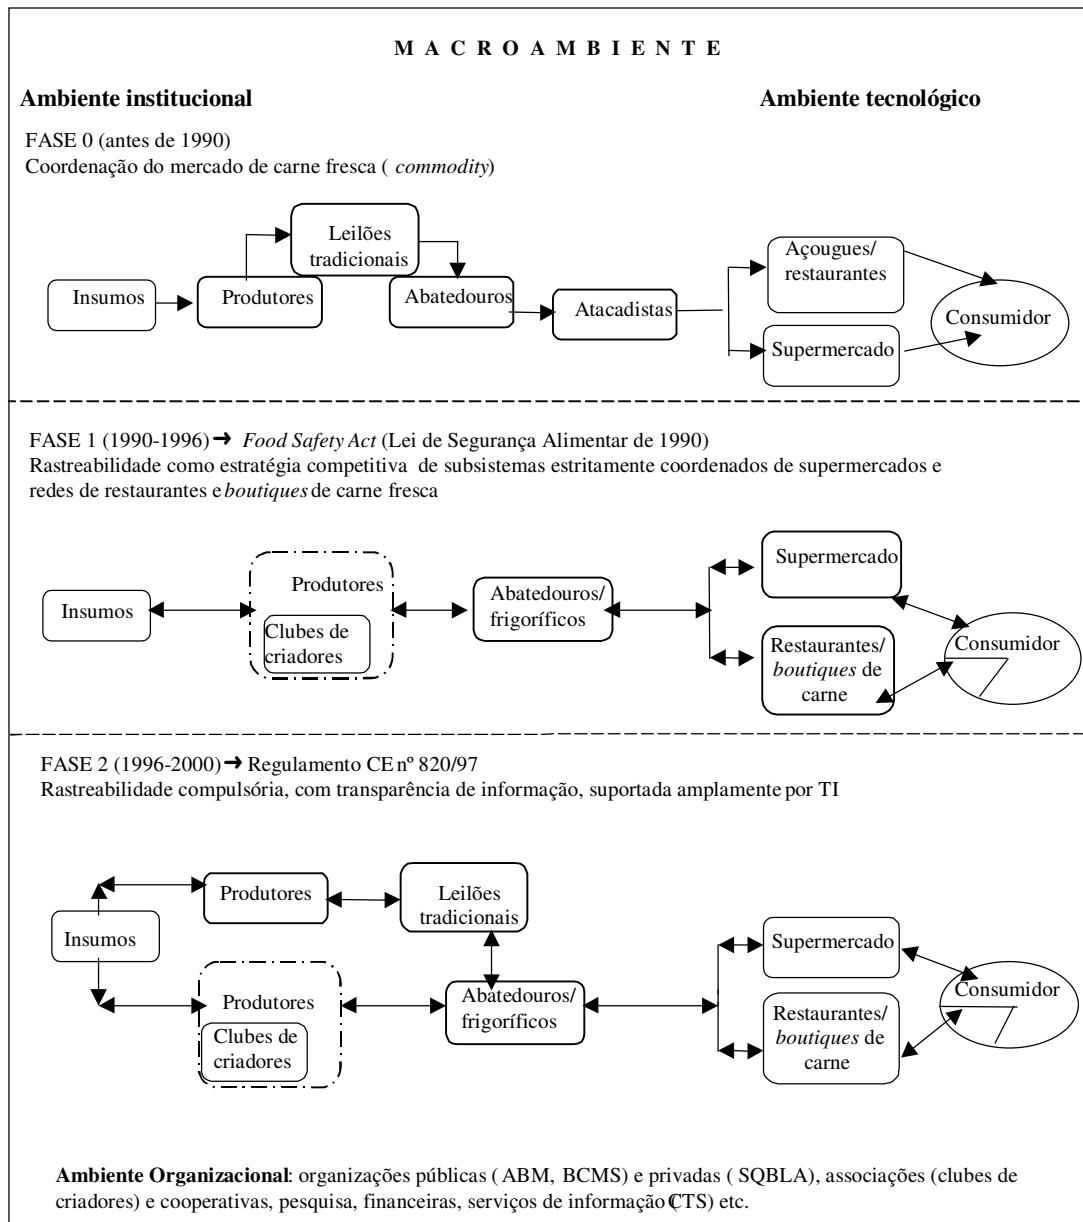 M A C R O A M B I E N T E
Ambiente institucional
Ambiente tecnológico
FASE 0 (antes de 1990)
Coordenação do mercado de carne fresca ( commodity)
Insumos
Produtores
Leilões
tradicionais
Abatedouros
Atacadistas
Açougues/
restaurantes
Supermercado
Consumidor
FASE 1 (1990-1996) ➔ Food Safety Act (Lei de Segurança Alimentar de 1990)
Rastreabilidade como estratégia competitiva de subsistemas estritamente coordenados de supermercados e
redes de restaurantes e boutiques de carne fresca
Insumos
Produtores
Clubes de
criadores
Abatedouros/
frigoríficos
Supermercado
Restaurantes/
boutiques de
carne
Consumidor
FASE 2 (1996-2000) ➔ Regulamento CE nº 820/97
Rastreabilidade compulsória, com transparência de informação, suportada amplamente por TI
Insumos
Produtores
Leilões
tradicionais
Produtores
Clubes de
criadores
Abatedouros/
frigoríficos
Supermercado
Restaurantes/
boutiques de
carne
Consumidor
Ambiente Organizacional: organizações públicas ( ABM, BCMS) e privadas ( SQBLA), associações (clubes de
criadores) e cooperativas, pesquisa, financeiras, serviços de informação (CTS) etc.